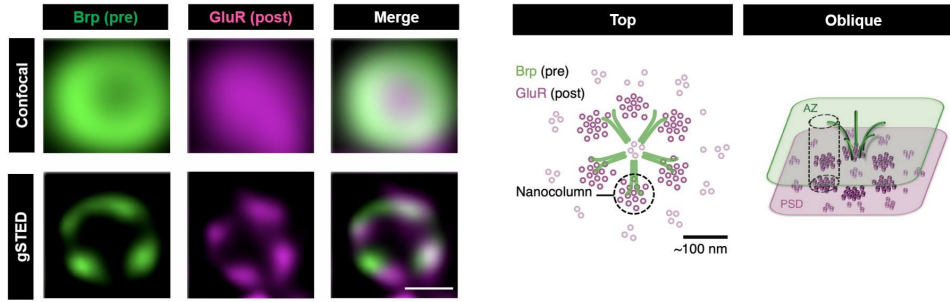 Brp (pre)
GluR (post)
Merge
Confocal
gSTED
Top
Oblique
Brp (pre)
GluR (post)
Nanocolumn
~100 nm
AZ
PSD